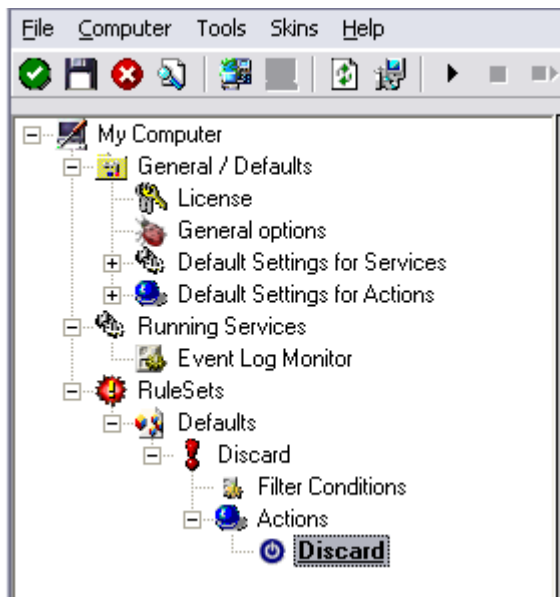 File Computer Tools Skins Help
My Computer
General / Defaults
License
General options
Default Settings for Services
Default Settings for Actions
Running Services
Event Log Monitor
RuleSets
Defaults
Discard
Filter Conditions
Actions
Discard